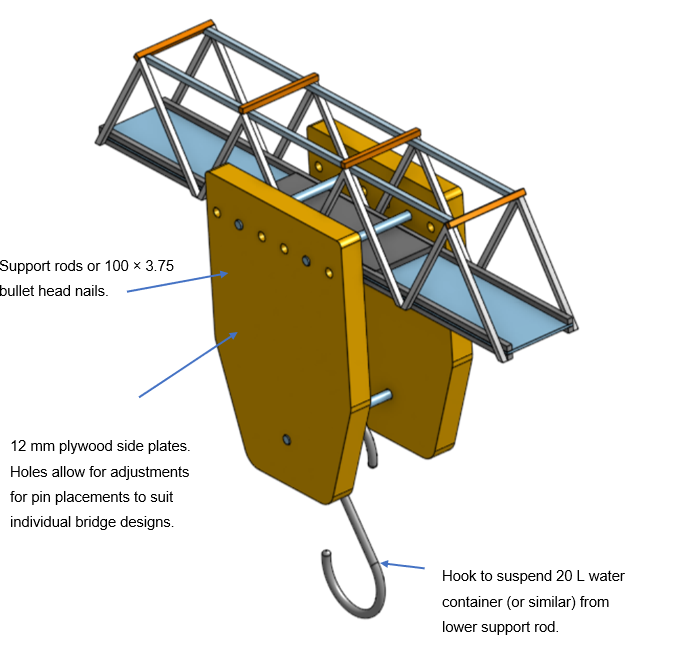 Support rods or 100 × 3.75
bullet head nails.
12 mm plywood side plates.
Holes allow for adjustments
for pin placements to suit
individual bridge designs.
Hook to suspend 20 L water
container (or similar) from
lower support rod.